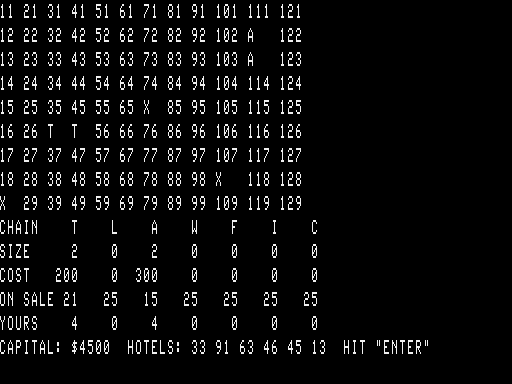 11 21 31 41 51 61 71 81 91 101 111 121
12 22 32 42 52 62 72 82 92 102 A 122
13 23 33 43 53 63 73 83 93 103 A 123
14 24 34 44 54 64 74 84 94 104 114 124
15 25 35 45 55 65 X 85 95 105 115 125
16 26 T T 56 66 76 86 96 106 116 126
17 27 37 47 57 67 77 87 97 107 117 127
18 28 38 48 58 68 78 88 98 X 118 128
X 29 39 49 59 69 79 89 99 109 119 129
CHAIN T L A W F I C
SIZE 2 0 2 0 0 0 0
COST 200 0 300 0 0 0 0
ON SALE 21 25 15 25 25 25 25
YOURS 4 0 4 0 0 0 0
CAPITAL: $4500 HOTELS: 33 91 63 46 45 13 HIT "ENTER"